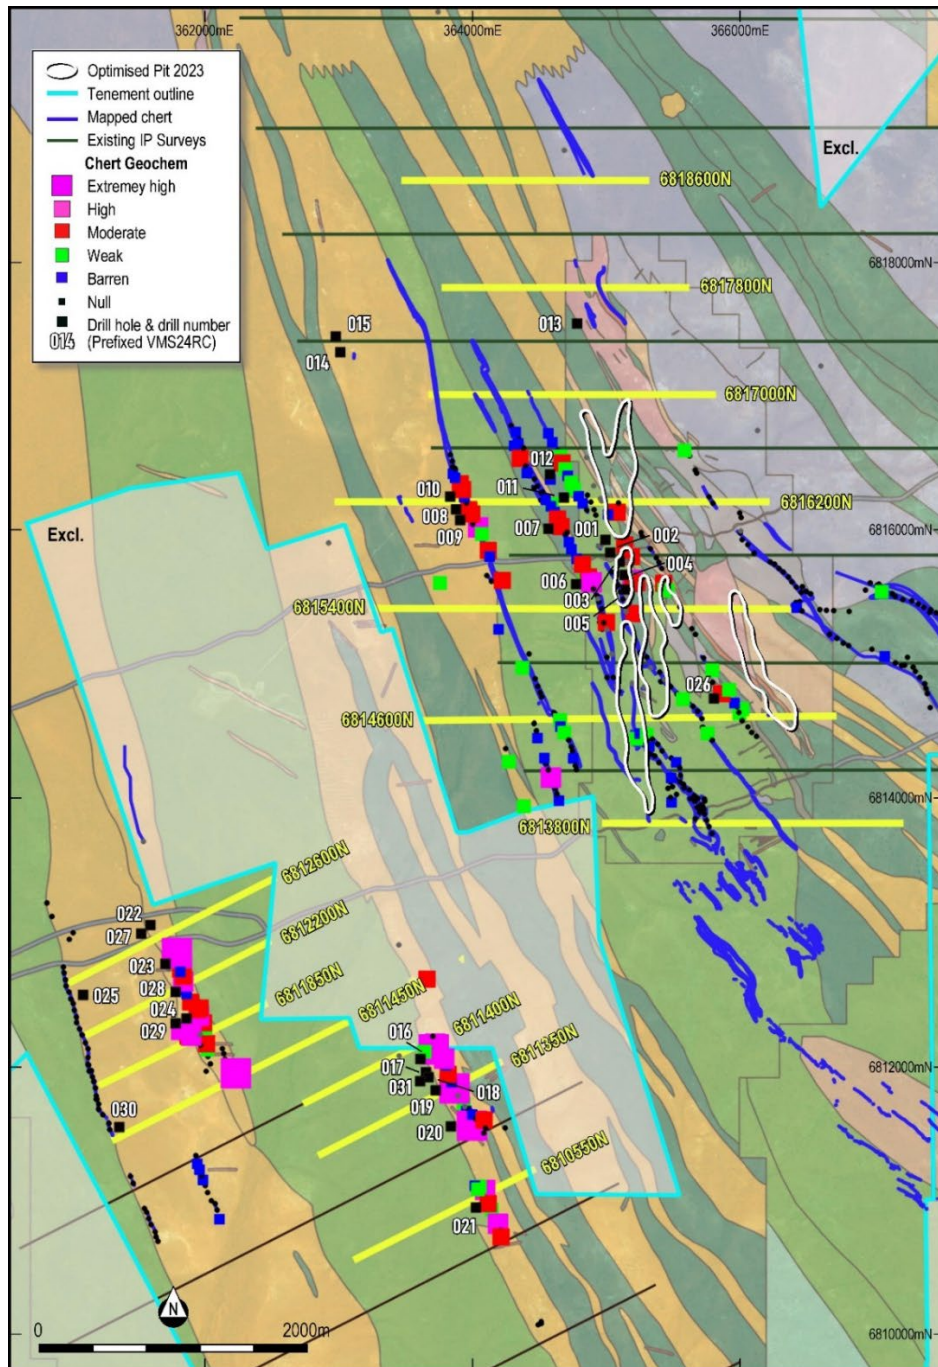 362000mE
364000mE
366000mE
Optimised Pit 2023
Tenement outline
Mapped chert
Existing IP Surveys
Chert Geochem
Extremey high
High
Moderate
Weak
Barren
Null
Drill hole & drill number
014 (Prefixed VMS24RC)
Excl.
6818600N
6818000mN
6817800N
015
013
014
6817000N
012
010
011
6816200N
008
007
001
002
Excl.
009
6816000mN
006
004
003
6815400N
005
026
6814600N
6814000mN
6813800N
6812600N
022
027
6812200N
023
6811850N
028
025
6811450N
024
016
6811400N
029
6811350N
017
6812000mN
031
018
019
030
020
6810550N
021
N
0
2000m
6810000mN